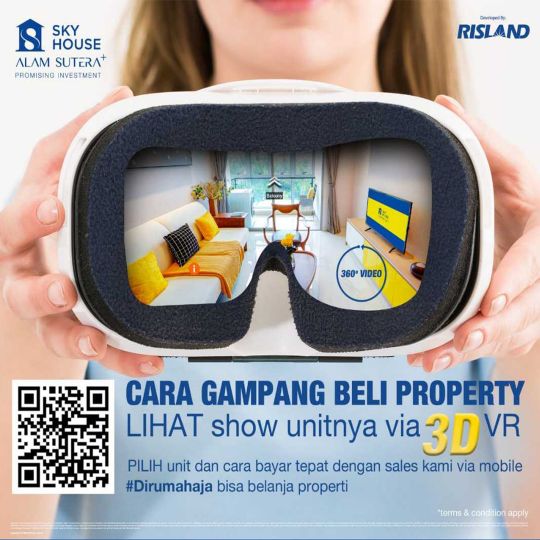 SKY
HOUSE
ALAM SUTERA+
PROMISING INVESTMENT
Developed By:
RISLAND
Balcony
360° VIDEO
CARA GAMPANG BELI PROPERTY
LIHAT show unitnya via 3D VR
PILIH unit dan cara bayar tepat dengan sales kami via mobile
#Dirumahaja bisa belanja properti
*terms & condition apply